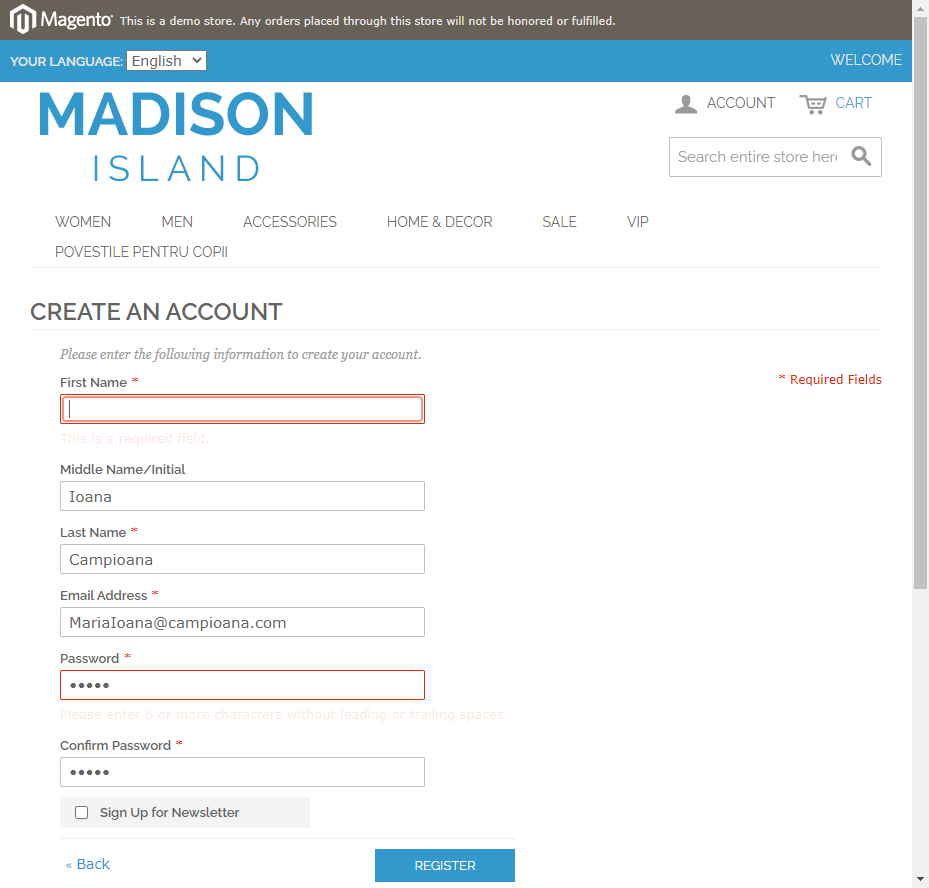 Magento® This is a demo store. Any orders placed through this store will not be honored or fulfilled.
YOUR LANGUAGE: English WELCOME
MADISON
ISLAND
ACCOUNT CART
Search entire store here
WOMEN MEN ACCESSORIES HOME & DECOR SALE VIP
POVESTILE PENTRU COPII
CREATE AN ACCOUNT
Please enter the following information to create your account.
* Required Fields
First Name *
This is a required field.
Middle Name/Initial
Ioana
Last Name *
Campioana
Email Address *
MariaIoana@campioana.com
Password *
•••••
Please enter 6 or more characters without leading or trailing spaces.
Confirm Password *
•••••
Sign Up for Newsletter
« Back REGISTER